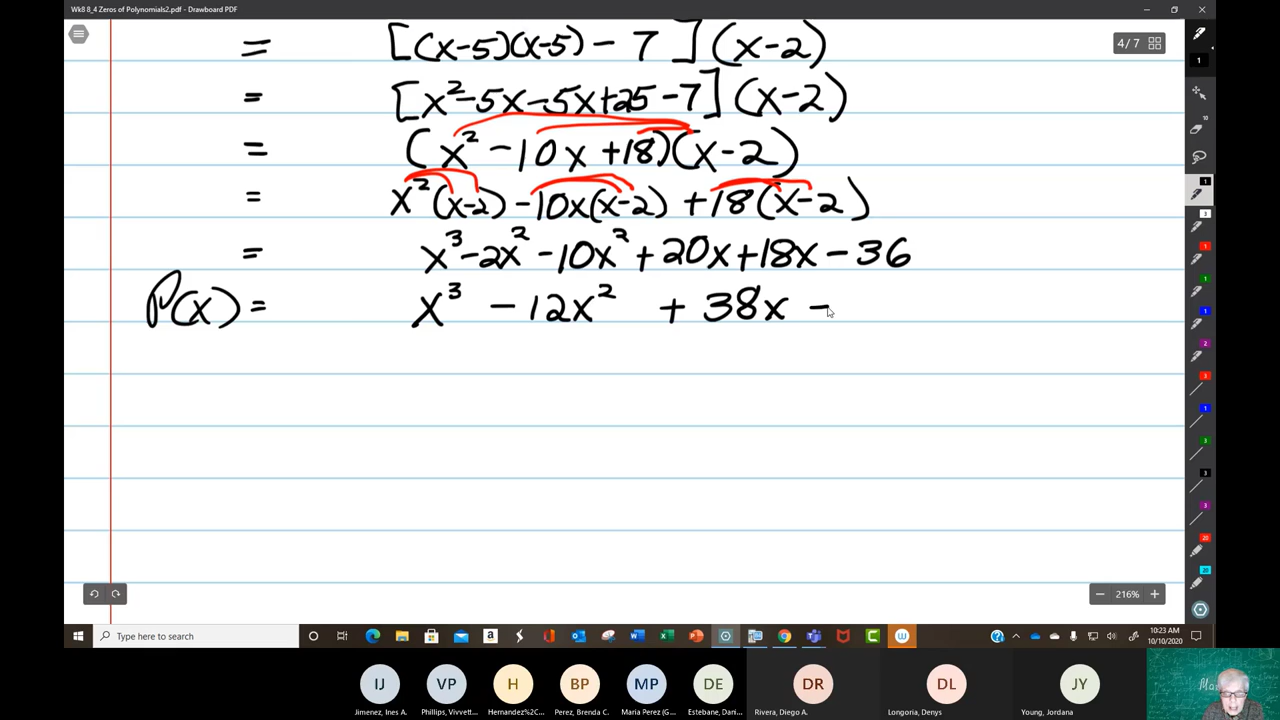 Wk8 8_4 Zeros of Polynomials2.pdf - Drawboard PDF
4/7
= [(x-5)(x-5) - 7](x-2)
= [x²-5x-5x+25-7](x-2)
= (x² -10x +18)(x-2)
= x²(x-2) -10x(x-2) +18(x-2)
= x³-2x²-10x²+20x+18x-36
P(x) = x³ -12x² + 38x -
216%
Type here to search
10:23 AM
10/10/2020
IJ VP H BP MP DE DR DL JY
Jimenez, Ines A. Phillips, Vivvett... Hernandez%2C... Perez, Brenda C. Maria Perez (G... Estebane, Dani... Rivera, Diego A. Longoria, Denys Young, Jordana